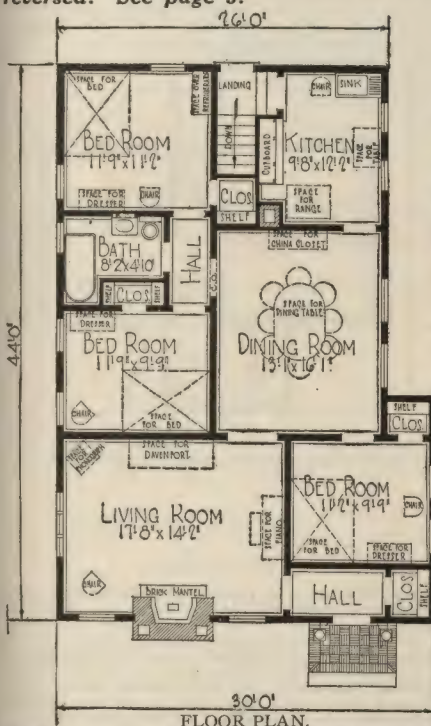 reversed. See page 3.
26'0"
SPACE FOR
BED
BED ROOM
11'9"x11'2"
SPACE FOR
DRESSER
CHAIR
LANDING
DOWN
CUPBOARD
CHAIR
SINK
KITCHEN
9'8"x12'2"
SPACE
FOR
TABLE
SPACE
FOR
RANGE
CLOS
SHELF
BATH
8'2"x4'10"
HALL
SHELF
CLOS
SHELF
SPACE FOR
CHINA CLOSET
SPACE FOR
DINING TABLE
DINING ROOM
13'1"x16'1"
44'0"
SPACE FOR
DRESSER
BED ROOM
11'9"x9'9"
CHAIR
SPACE
FOR BED
SHELF
CLOS
SPACE FOR
DAVENPORT
LIVING ROOM
17'8"x14'2"
SPACE FOR
PIANO
CHAIR
BRICK MANTEL
BED ROOM
11'2"x9'9"
CHAIR
SPACE
FOR BED
SPACE FOR
DRESSER
HALL
CLOS
SHELF
30'0"
FLOOR PLAN.